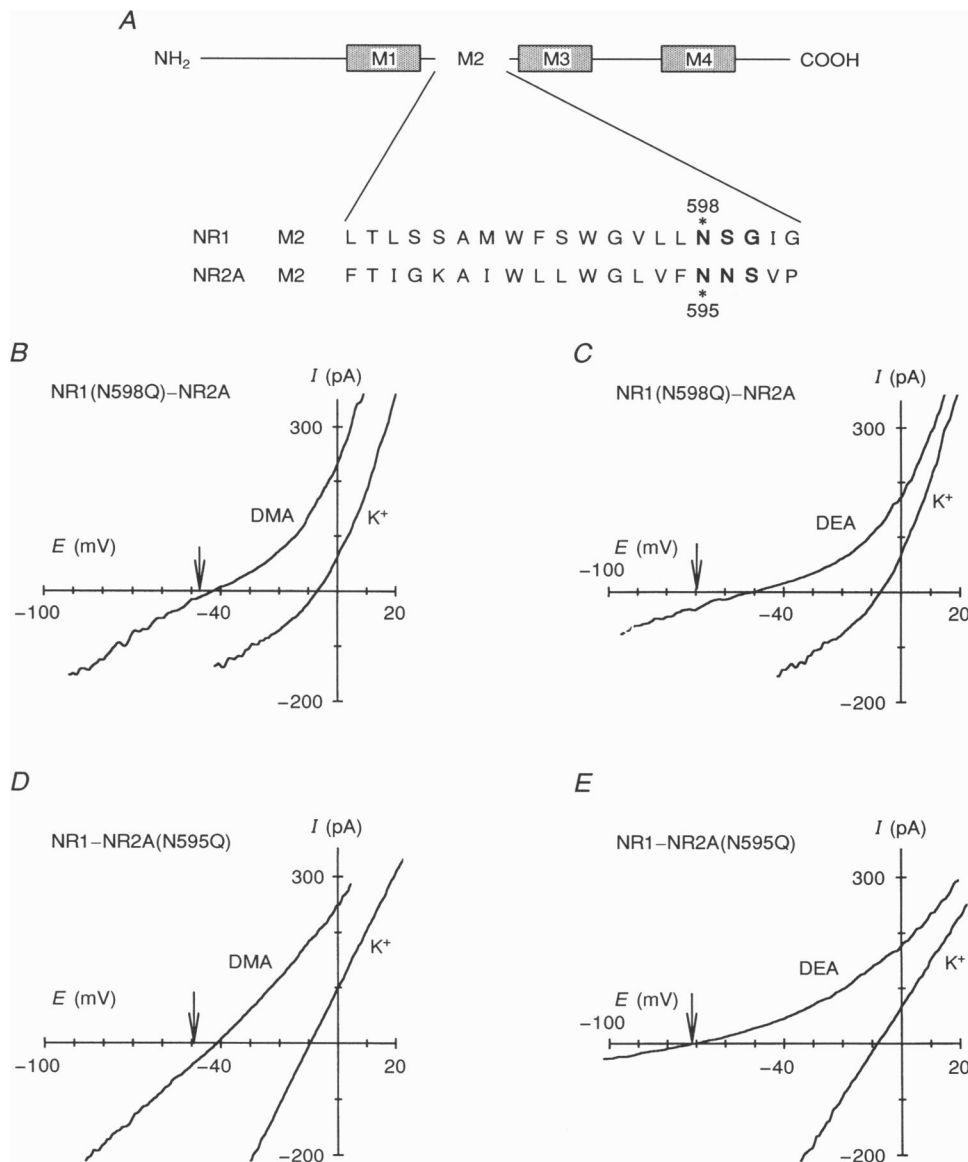 A
NH2 M1 M2 M3 M4 COOH
598
*
NR1 M2 L T L S S A M W F S W G V L L N S G I G
NR2A M2 F T I G K A I W L L W G L V F N N S V P
*
595
B
NR1(N598Q)–NR2A
I (pA)
300
DMA
K+
E (mV)
−100
−40
20
−200
C
NR1(N598Q)–NR2A
I (pA)
300
DEA
K+
E (mV)
−100
−40
20
−200
D
NR1–NR2A(N595Q)
I (pA)
300
DMA
K+
E (mV)
−100
−40
20
−200
E
NR1–NR2A(N595Q)
I (pA)
300
DEA
K+
E (mV)
−100
−40
20
−200